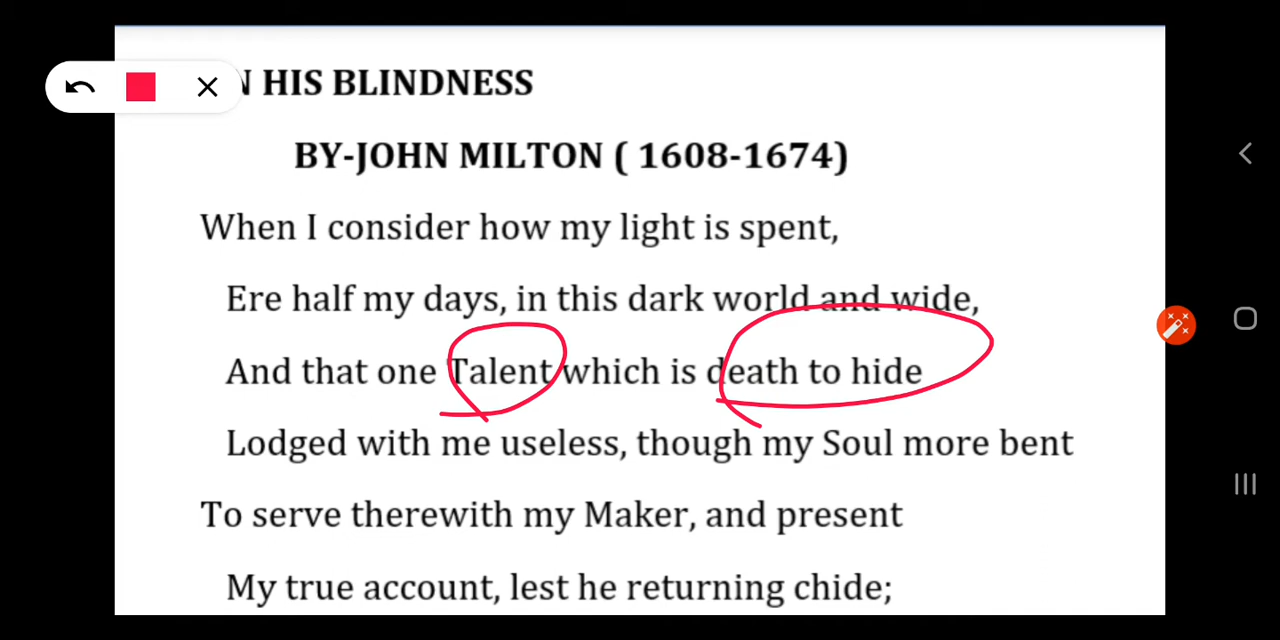 N HIS BLINDNESS
BY-JOHN MILTON ( 1608-1674)
When I consider how my light is spent,
Ere half my days, in this dark world and wide,
And that one Talent which is death to hide
Lodged with me useless, though my Soul more bent
To serve therewith my Maker, and present
My true account, lest he returning chide;